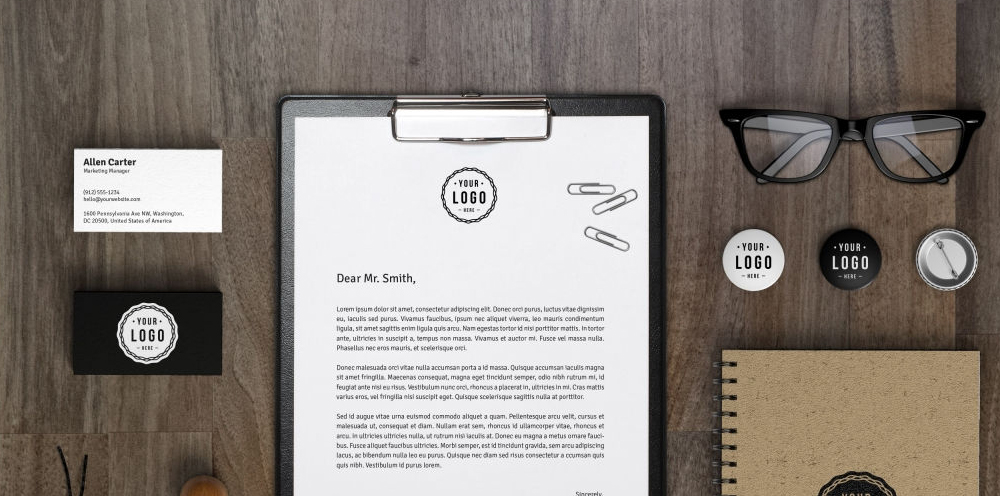 Allen Carter
Marketing Manager
(912) 555-1234
hello@yourwebsite.com
1600 Pennsylvania Ave NW, Washington,
DC 20500, United States of America
YOUR
LOGO
HERE
YOUR
LOGO
HERE
Dear Mr. Smith,
Lorem ipsum dolor sit amet, consectetur adipiscing elit. Donec orci purus, luctus vitae dignissim
eu, iaculis sed purus. Vivamus faucibus, ipsum nec aliquet viverra, leo mauris condimentum
ligula, sit amet sagittis enim ligula quis arcu. Nam egestas tortor id nisi porttitor mattis. In tortor
ante, ultricies in suscipit a, tempus non massa. Vivamus et auctor mi. Fusce vel massa nulla.
Phasellus nec eros mauris, et scelerisque orci.
Donec malesuada orci vitae nulla accumsan porta a id massa. Quisque accumsan iaculis magna
sit amet fringilla. Maecenas consequat, magna eget tincidunt semper, odio nibh rutrum mi, id
feugiat ante nisi eu risus. Vestibulum nunc orci, rhoncus a placerat in, ultricies in mi. Cras mattis
varius eros, vel fringilla nisi suscipit eget. Quisque scelerisque sagittis nulla at porttitor.
Sed id augue vitae urna euismod commodo aliquet a quam. Pellentesque arcu velit, cursus et
malesuada ut, consequat et diam. Nullam erat sem, rhoncus id ullamcorper vitae, rhoncus et
arcu. In ultricies ultricies nulla, ut rutrum nisi iaculis at. Donec eu magna a metus ornare fauci-
bus. Fusce aliquet faucibus ultricies. Morbi semper, est id tincidunt gravida, sem arcu iaculis sem,
ac lacinia bibendum nulla leo eu purus. Quisque nec diam sed risus consectetur a ccumsan quis
quis nibh. Vestibulum id purus lorem.
Sincerely,
YOUR
LOGO
HERE
YOUR
LOGO
HERE
YOUR